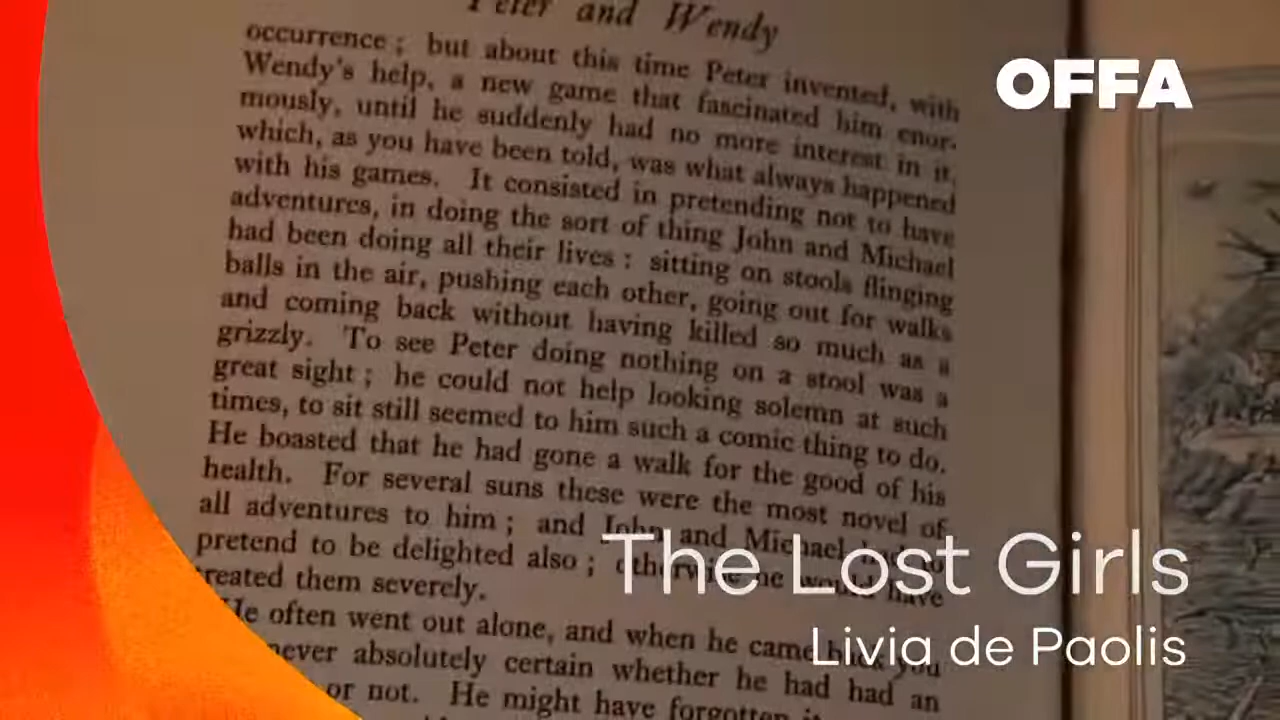 Peter and Wendy
OFFA
occurrence ; but about this time Peter invented, with
Wendy's help, a new game that fascinated him enor-
mously, until he suddenly had no more interest in it,
which, as you have been told, was what always happened
with his games. It consisted in pretending not to have
adventures, in doing the sort of thing John and Michael
had been doing all their lives : sitting on stools flinging
balls in the air, pushing each other, going out for walks
and coming back without having killed so much as a
grizzly. To see Peter doing nothing on a stool was a
great sight ; he could not help looking solemn at such
times, to sit still seemed to him such a comic thing to do.
He boasted that he had gone a walk for the good of his
health. For several suns these were the most novel of
all adventures to him ; and John and Michael had to
pretend to be delighted also ; otherwise he would have
treated them severely.
He often went out alone, and when he came back you
never absolutely certain whether he had had an
or not. He might have forgotten it
The Lost Girls
Livia de Paolis